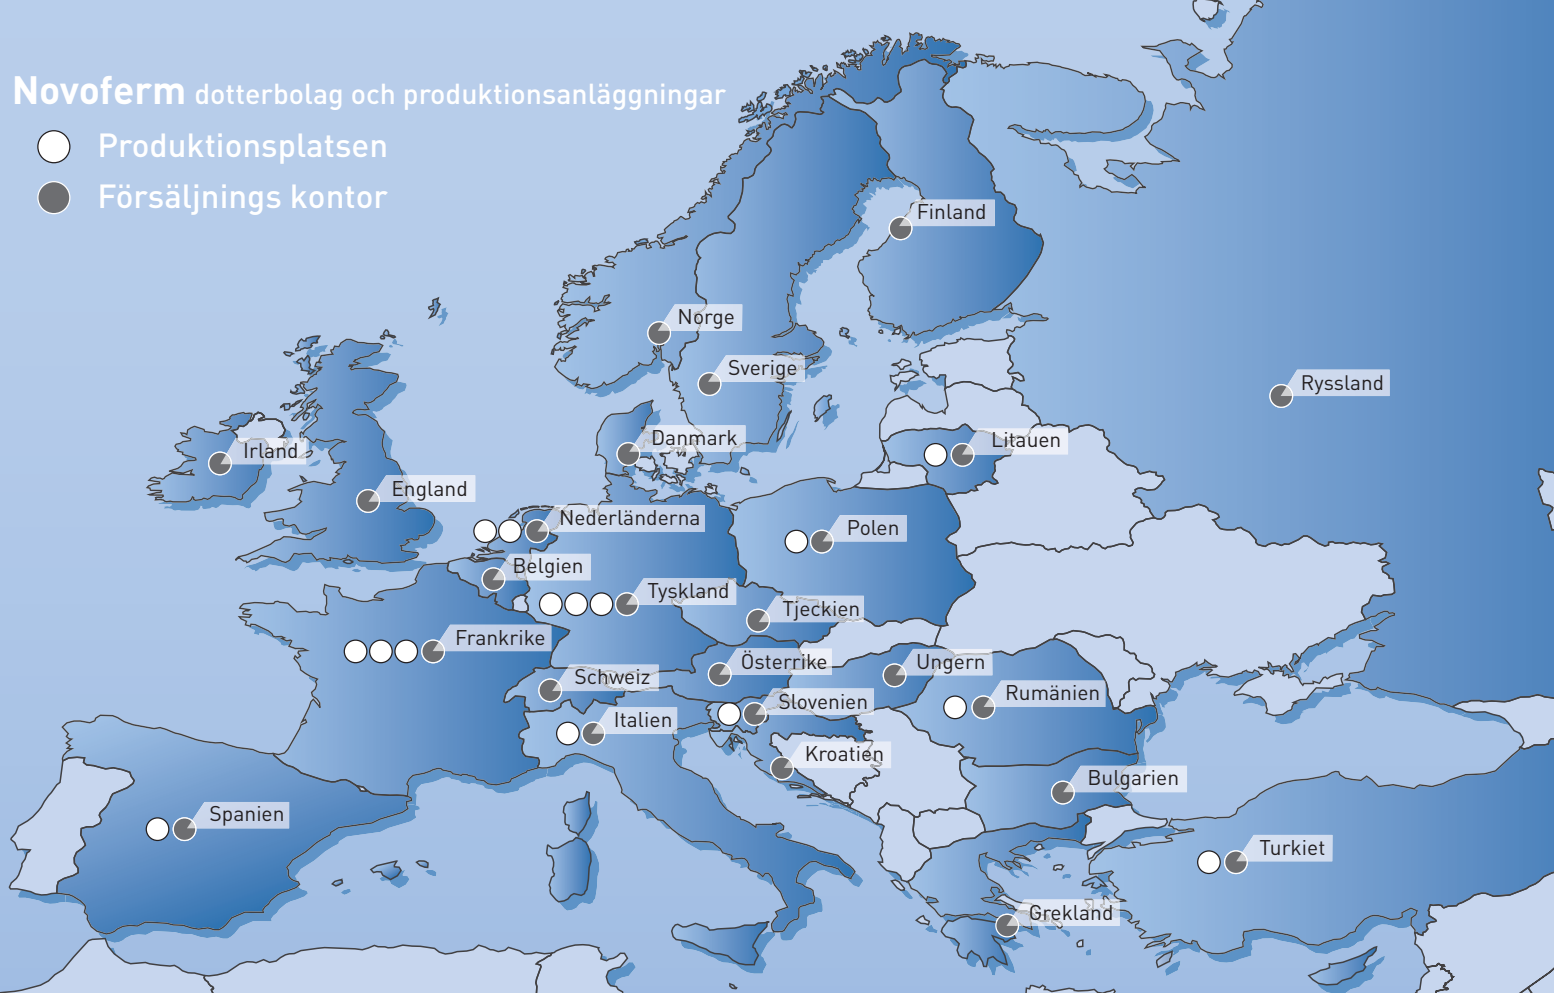 Novoferm dotterbolag och produktionsanläggningar
Produktionsplatsen
Försäljnings kontor
Finland
Norge
Sverige
Ryssland
Danmark
Litauen
Irland
England
Nederländerna
Polen
Belgien
Tyskland
Tjeckien
Frankrike
Österrike
Ungern
Schweiz
Rumänien
Slovenien
Italien
Kroatien
Bulgarien
Spanien
Turkiet
Grekland